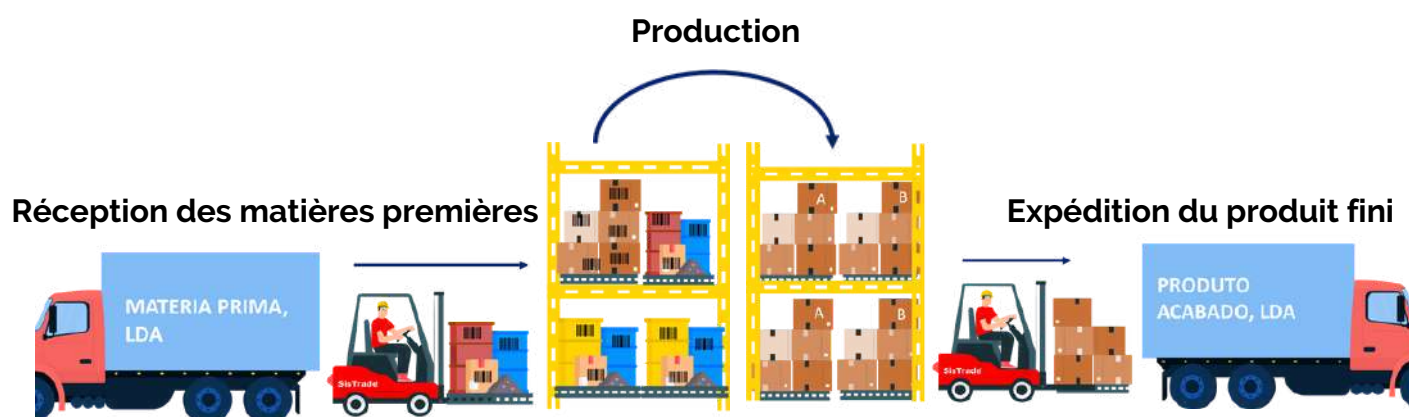 Production
Réception des matières premières
Expédition du produit fini
MATERIA PRIMA,
LDA
SisTrade
A
B
A
B
SisTrade
PRODUTO
ACABADO, LDA